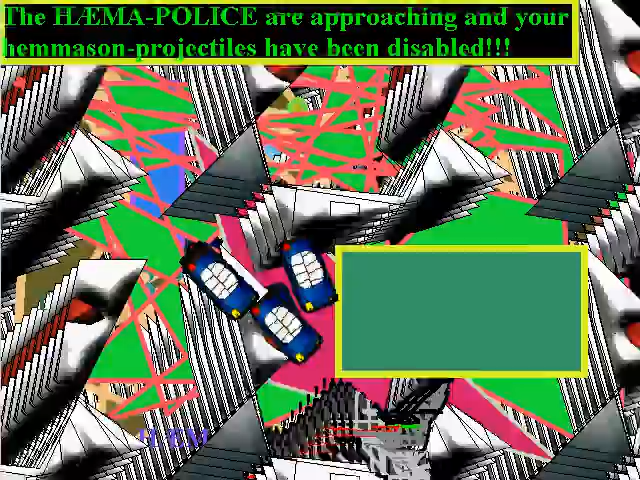 The HÆMA-POLICE are approaching and your
hemmason-projectiles have been disabled!!!